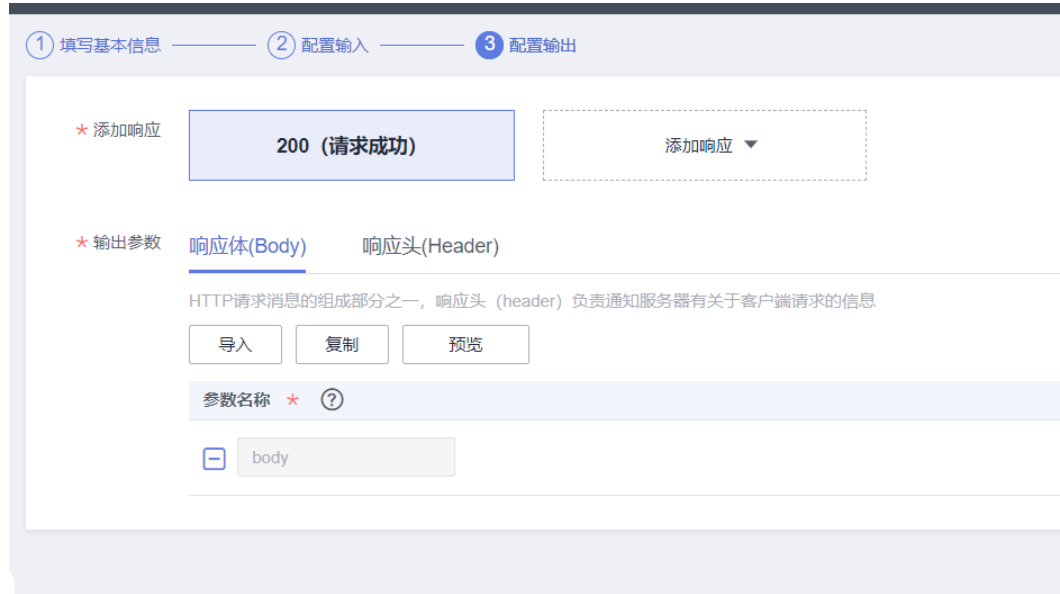 1 填写基本信息 2 配置输入 3 配置输出
* 添加响应 200（请求成功） 添加响应
* 输出参数 响应体(Body) 响应头(Header)
HTTP请求消息的组成部分之一，响应头（header）负责通知服务器有关于客户端请求的信息
导入 复制 预览
参数名称 * ?
body